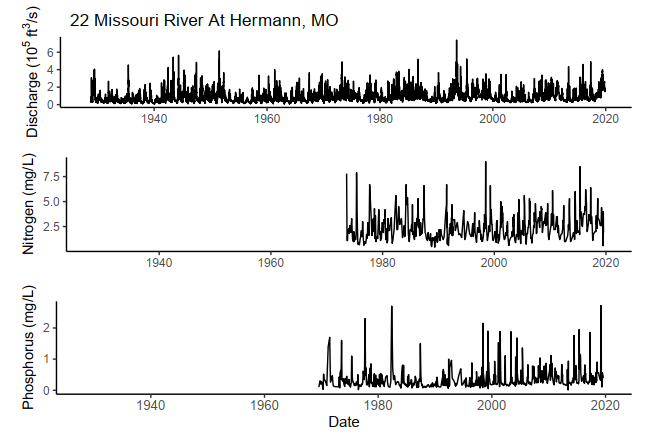 22 Missouri River At Hermann, MO
Discharge (10⁵ ft³/s)
6
4
2
0
1940 1960 1980 2000 2020
Nitrogen (mg/L)
7.5
5.0
2.5
1940 1960 1980 2000 2020
Phosphorus (mg/L)
2
1
0
1940 1960 1980 2000 2020
Date